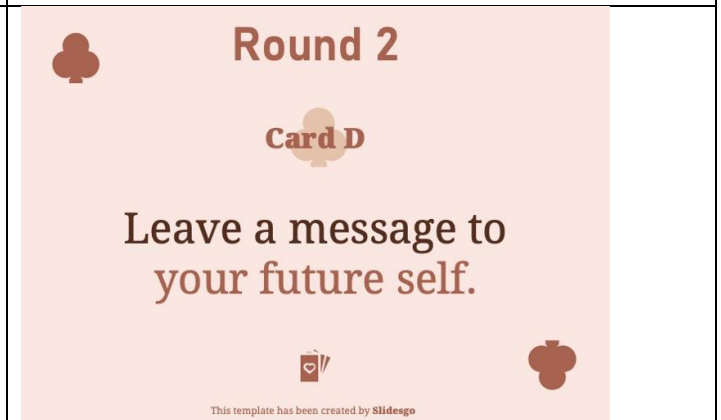 Round 2
Card D
Leave a message to
your future self.
This template has been created by Slidesgo